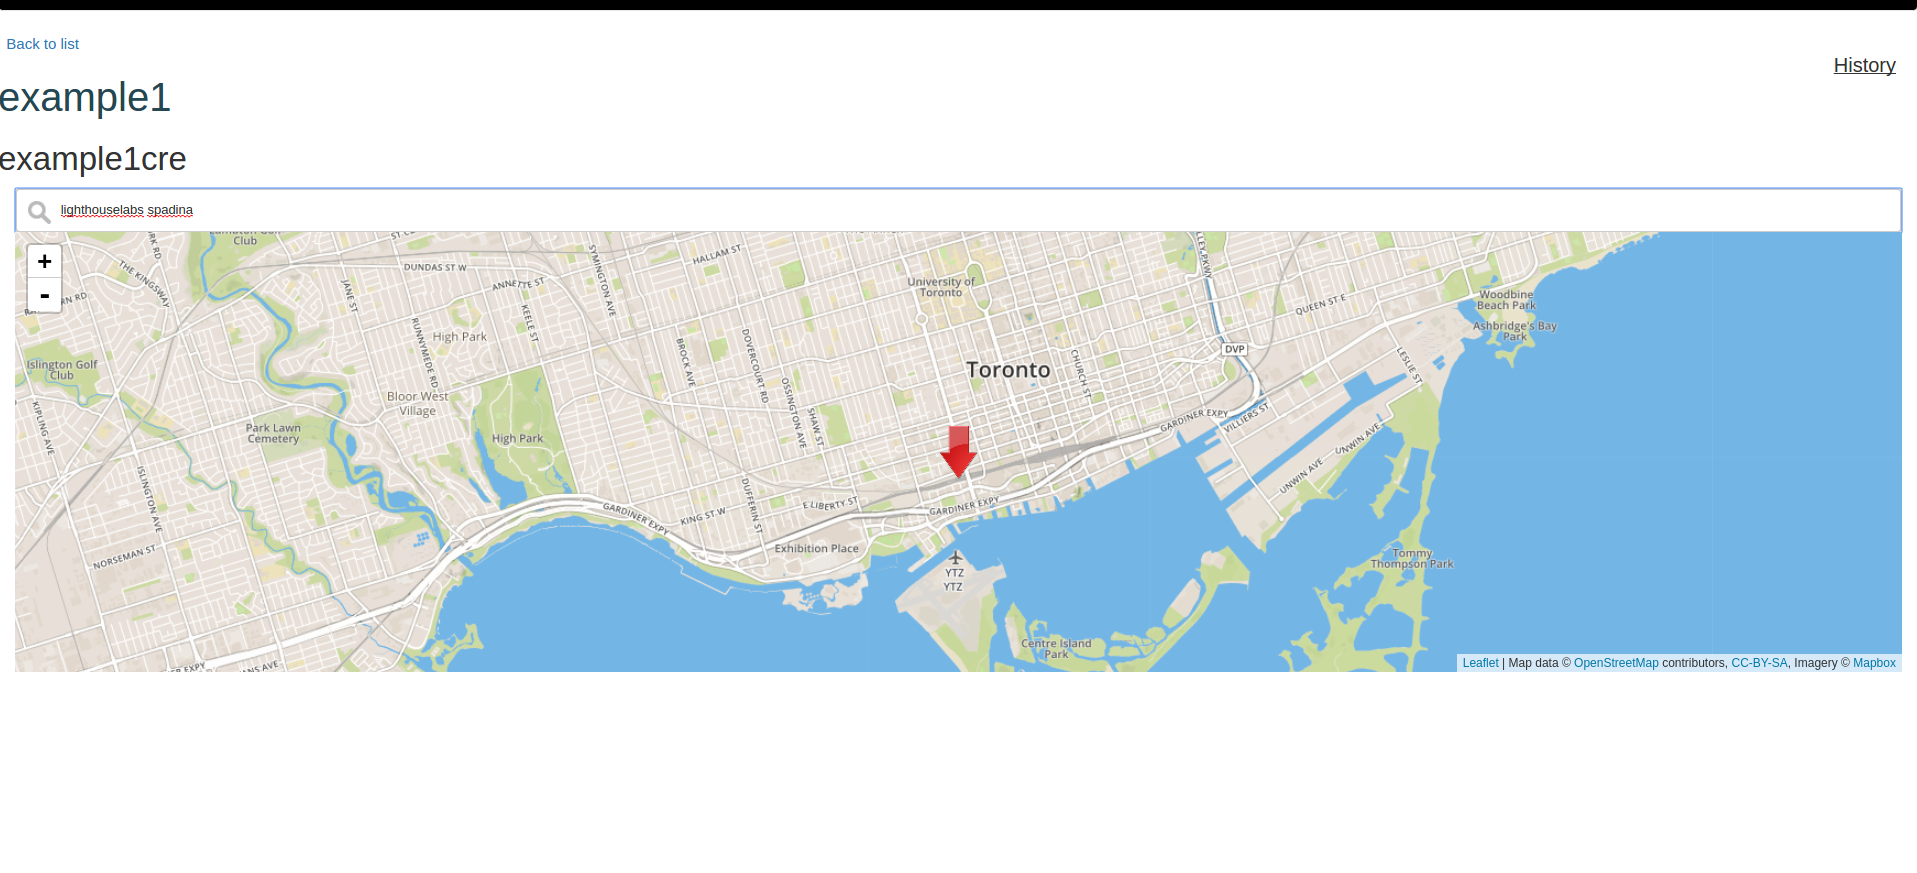 Back to list
History
example1
example1cre
lighthouselabs spadina
+
-
Club
THE KINGSWAY
JANE ST
DUNDAS ST W
ANNETTE ST
KEELE ST
SYMINGTON AVE
HALLAM ST
University of
Toronto
QUEEN ST E
Woodbine
Beach Park
Ashbridge's Bay
Park
RUNNYMEDE RD
High Park
BROCK AVE
DOVERCOURT RD
DVP
LESLIE ST
Islington Golf
Club
Toronto
CHURCH ST
OSSINGTON AVE
SHAW ST
Bloor West
Village
KIPLING AVE
Park Lawn
Cemetery
High Park
GARDINER EXPY
VILLIERS ST
UNWIN AVE
UNWIN AVE
ISLINGTON AVE
DUFFERIN ST
E LIBERTY ST
GARDINER EXPY
KING ST W
GARDINER EXPY
NORSEMAN ST
Exhibition Place
YTZ
YTZ
Tommy
Thompson Park
Centre Island
Park
Leaflet | Map data © OpenStreetMap contributors, CC-BY-SA, Imagery © Mapbox